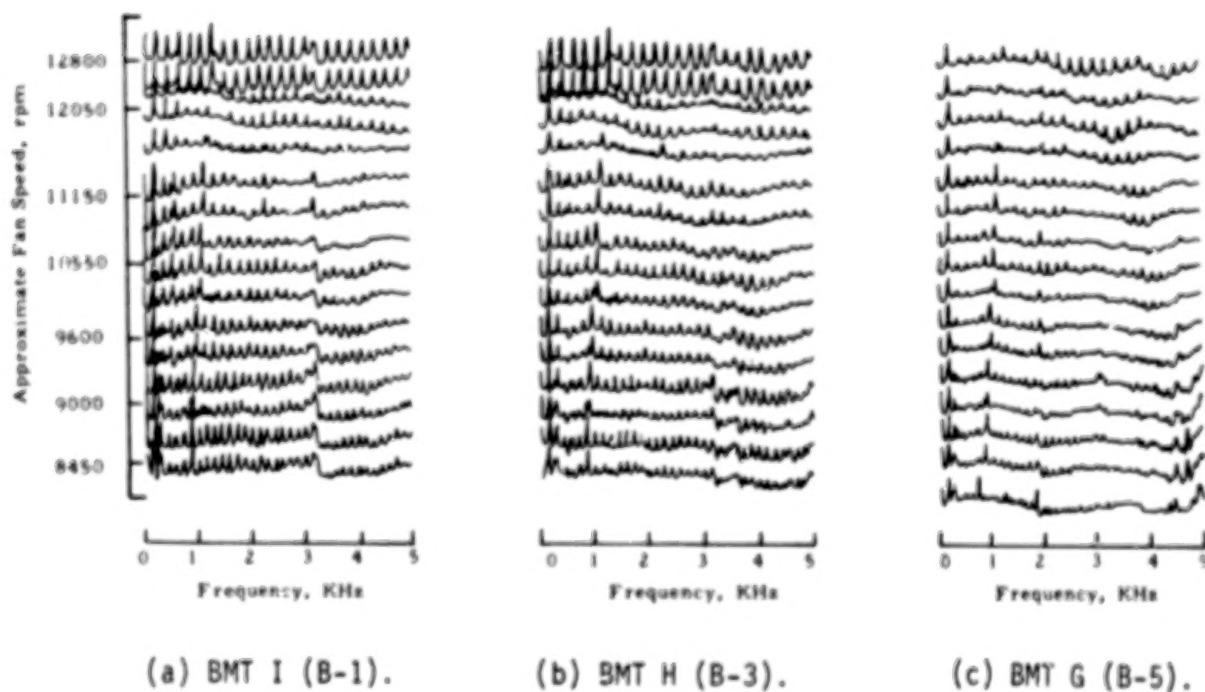 Approximate Fan Speed, rpm
12800
12050
11150
10550
9600
9000
8450
0 1 2 3 4 5
0 1 2 3 4 5
0 1 2 3 4 5
Frequency, KHz
Frequency, KHz
Frequency, KHz
(a) BMT I (B-1).
(b) BMT H (B-3).
(c) BMT G (B-5).